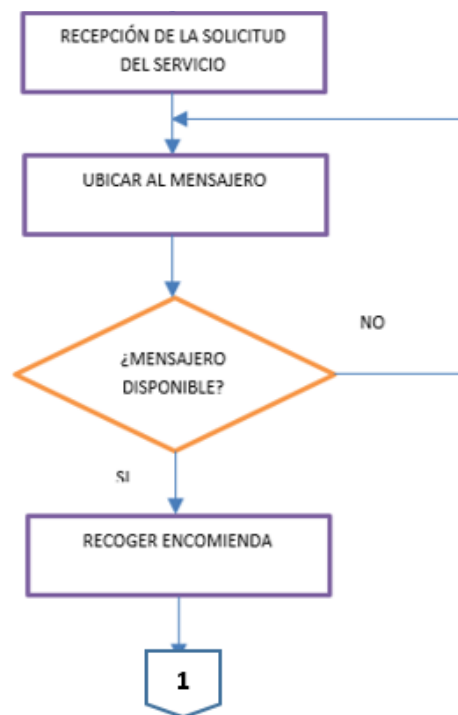 RECEPCIÓN DE LA SOLICITUD
DEL SERVICIO
UBICAR AL MENSAJERO
NO
¿MENSAJERO
DISPONIBLE?
SI
RECOGER ENCOMIENDA
1